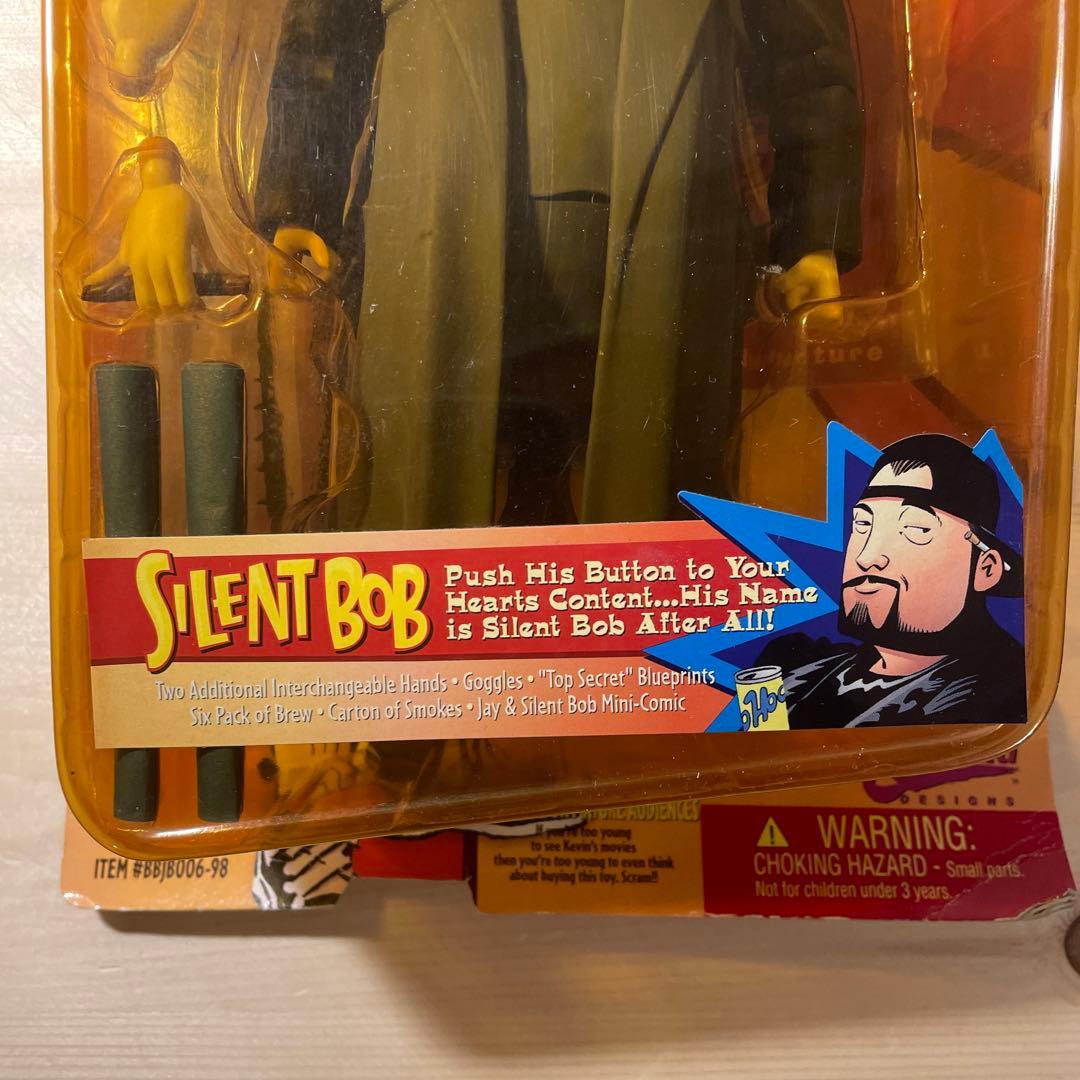 SILENT BOB
Push His Button to Your
Hearts Content...His Name
is Silent Bob After All!
Two Additional Interchangeable Hands • Goggles • "Top Secret" Blueprints
Six Pack of Brew • Carton of Smokes • Jay & Silent Bob Mini-Comic
DESIGNS
ITEM #BBJB006-98
MATURE AUDIENCES
If you're too young
to see Kevin's movies
then you're too young to even think
about buying this toy. Scram!!
WARNING:
CHOKING HAZARD - Small parts.
Not for children under 3 years.